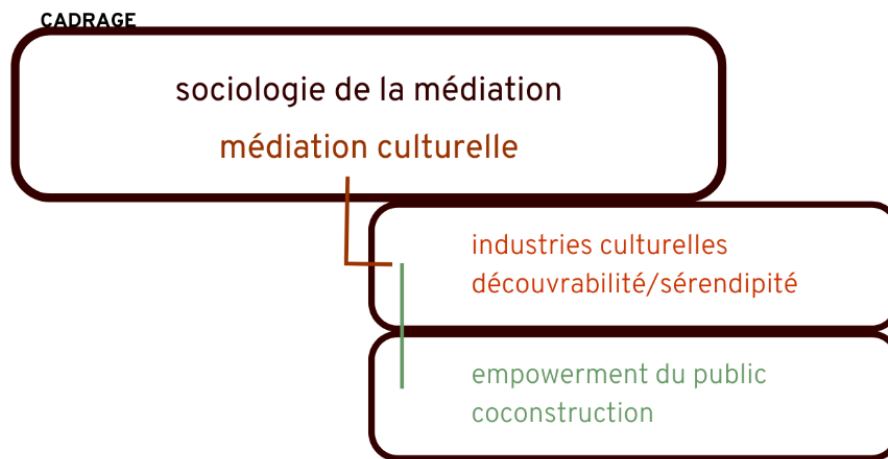 CADRAGE
sociologie de la médiation
médiation culturelle
industries culturelles
découvrabilité/sérendipité
empowerment du public
coconstruction